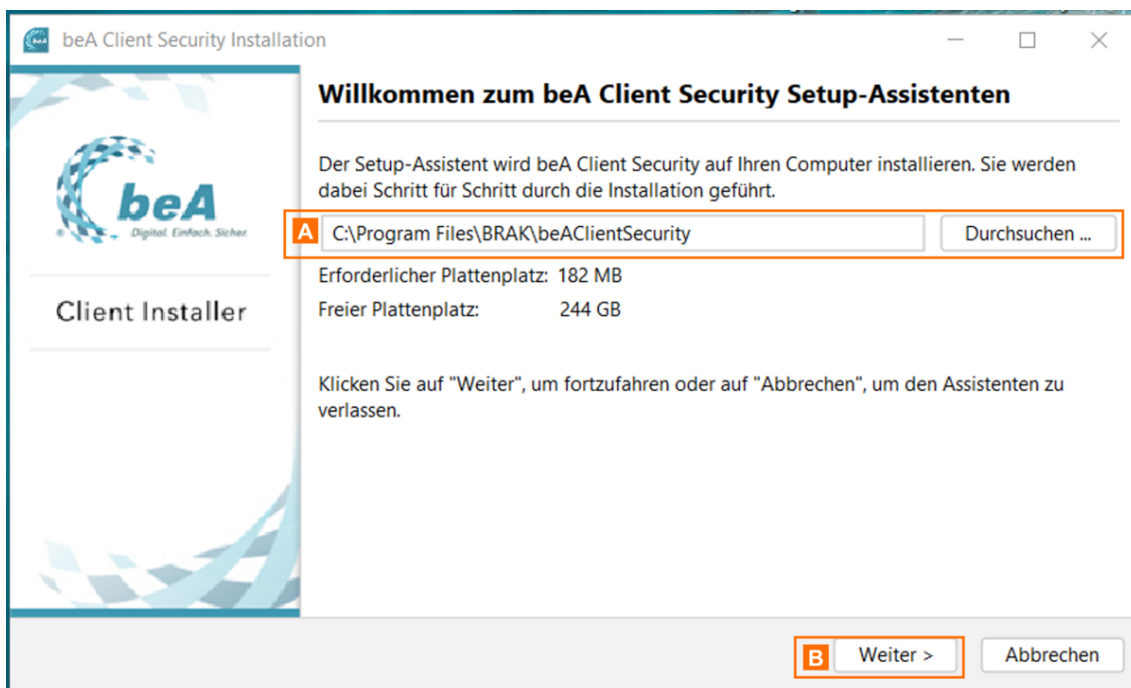 beA Client Security Installation
Willkommen zum beA Client Security Setup-Assistenten
Der Setup-Assistent wird beA Client Security auf Ihren Computer installieren. Sie werden
dabei Schritt für Schritt durch die Installation geführt.
beA
Digital. Einfach. Sicher.
A C:\Program Files\BRAK\beAClientSecurity Durchsuchen ...
Erforderlicher Plattenplatz: 182 MB
Freier Plattenplatz: 244 GB
Client Installer
Klicken Sie auf "Weiter", um fortzufahren oder auf "Abbrechen", um den Assistenten zu
verlassen.
B Weiter > Abbrechen